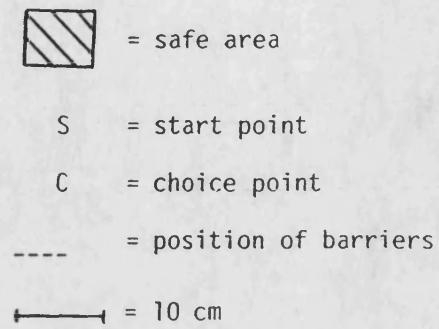 = safe area
S = start point
C = choice point
= position of barriers
= 10 cm